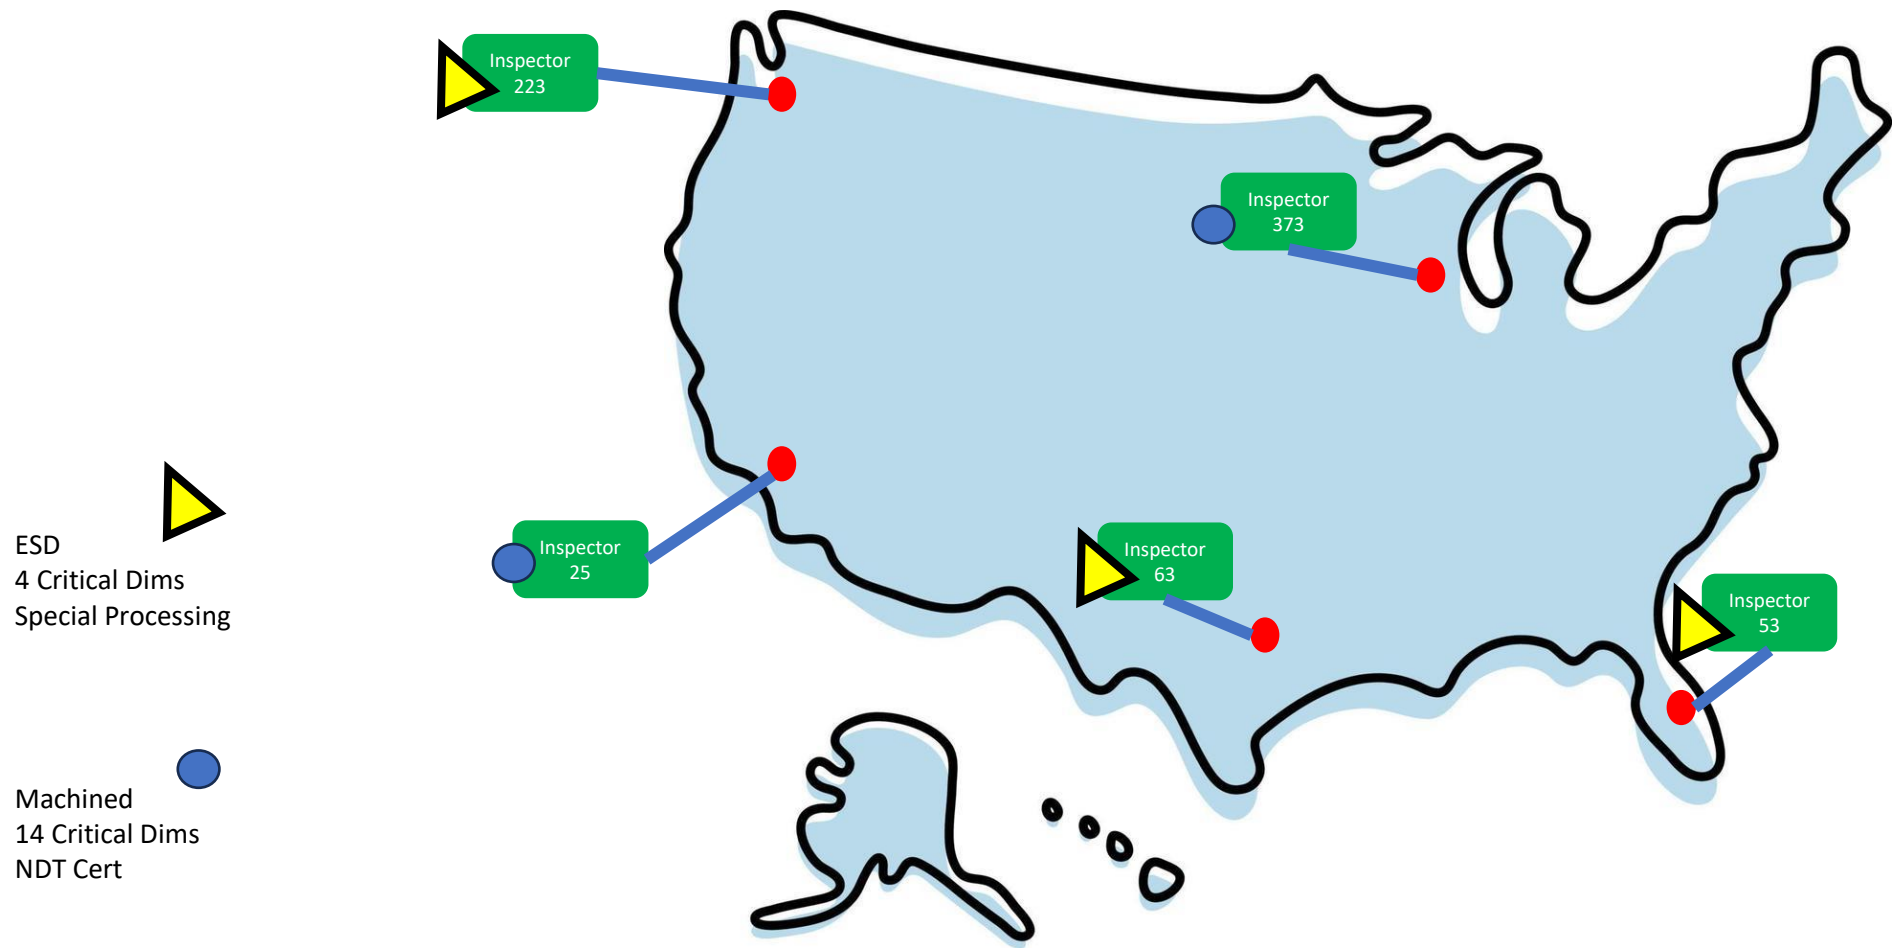 Inspector
223
Inspector
373
ESD
4 Critical Dims
Special Processing
Inspector
25
Inspector
63
Inspector
53
Machined
14 Critical Dims
NDT Cert